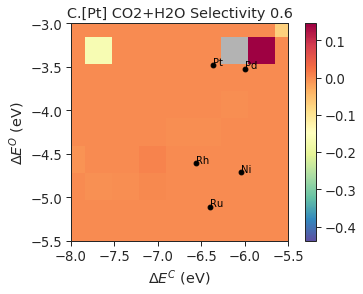 C.[Pt] CO2+H2O Selectivity 0.6
−3.0
−3.5
−4.0
−4.5
−5.0
−5.5
ΔE^O (eV)
Pt
Pd
Rh
Ni
Ru
−8.0 −7.5 −7.0 −6.5 −6.0 −5.5
ΔE^C (eV)
0.1
0.0
−0.1
−0.2
−0.3
−0.4